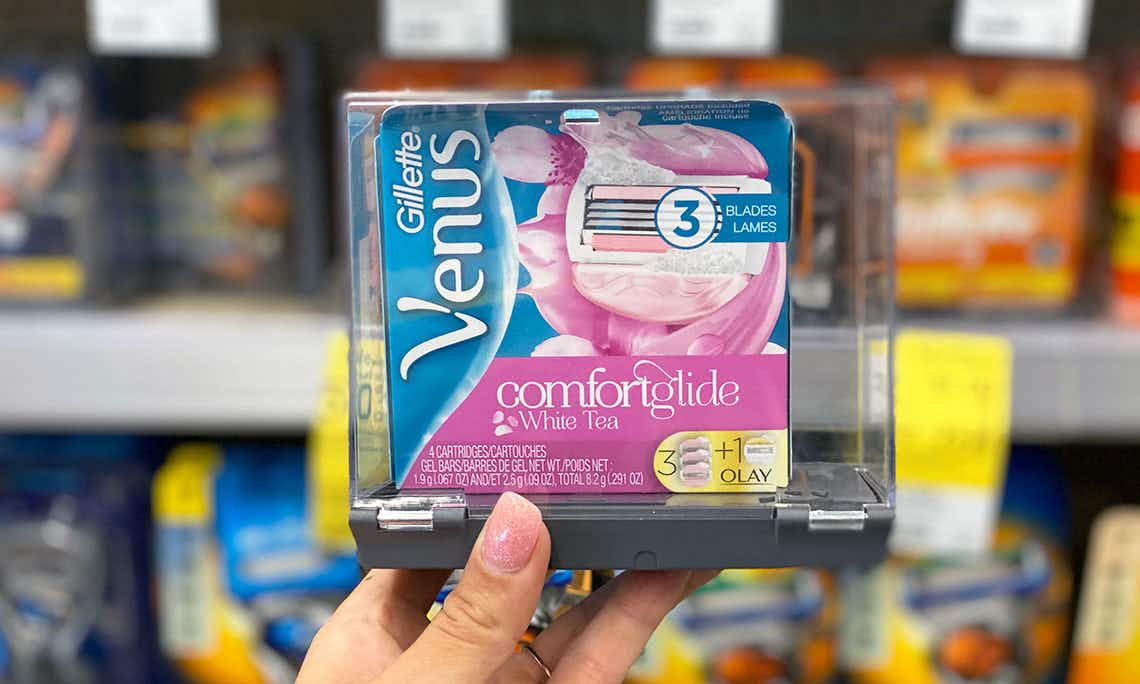 Gillette
Venus
CARTOUCHE INCLUSE
3
BLADES
LAMES
comfortglide
White Tea
4 CARTRIDGES/CARTOUCHES
GEL BARS/BARRES DE GEL NET WT./POIDS NET :
1.9 g (.067 OZ) AND/ET 2.5 g (.09 OZ), TOTAL 8.2 g (.291 OZ)
3 +1
OLAY